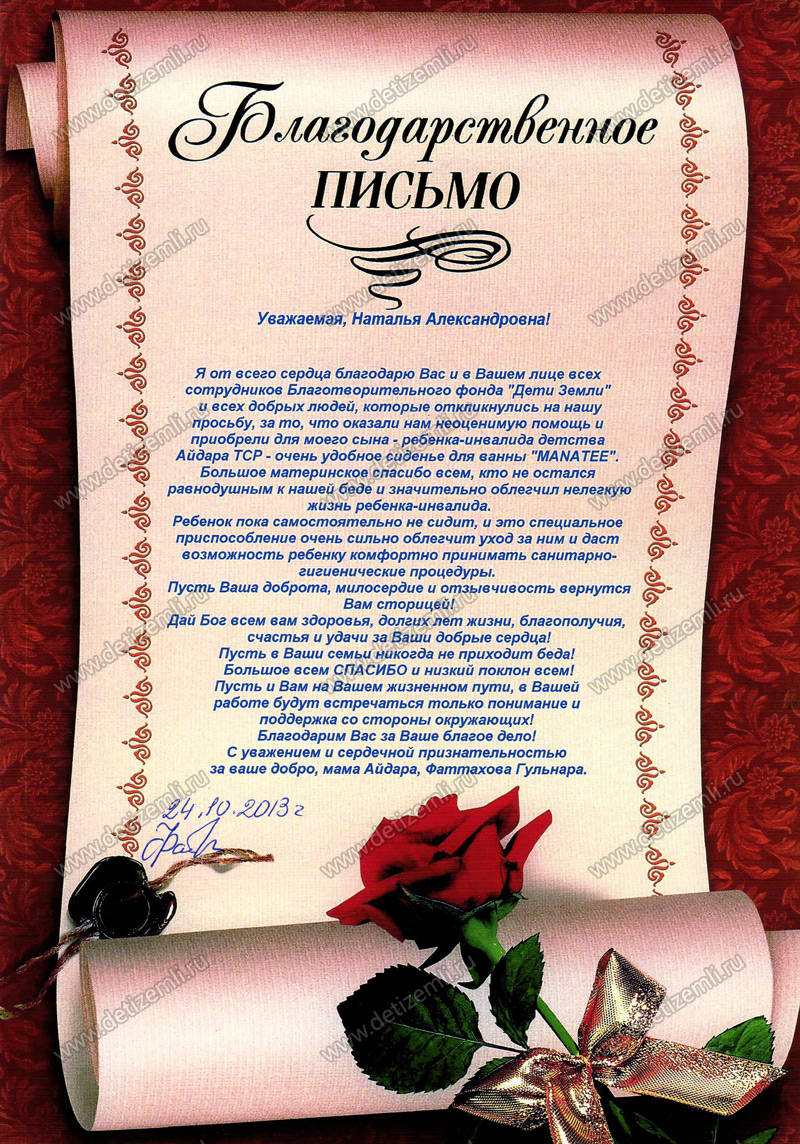 Благодарственное
ПИСЬМО
Уважаемая, Наталья Александровна!
Я от всего сердца благодарю Вас и в Вашем лице всех
сотрудников Благотворительного фонда "Дети Земли"
и всех добрых людей, которые откликнулись на нашу
просьбу, за то, что оказали нам неоценимую помощь и
приобрели для моего сына - ребенка-инвалида детства
Айдара ТСР - очень удобное сиденье для ванны "MANATEE".
Большое материнское спасибо всем, кто не остался
равнодушным к нашей беде и значительно облегчил нелегкую
жизнь ребенка-инвалида.
Ребенок пока самостоятельно не сидит, и это специальное
приспособление очень сильно облегчит уход за ним и даст
возможность ребенку комфортно принимать санитарно-
гигиенические процедуры.
Пусть Ваша доброта, милосердие и отзывчивость вернутся
Вам сторицей!
Дай Бог всем вам здоровья, долгих лет жизни, благополучия,
счастья и удачи за Ваши добрые сердца!
Пусть в Ваши семьи никогда не приходит беда!
Большое всем СПАСИБО и низкий поклон всем!
Пусть и Вам на Вашем жизненном пути, в Вашей
работе будут встречаться только понимание и
поддержка со стороны окружающих!
Благодарим Вас за Ваше благое дело!
С уважением и сердечной признательностью
за ваше добро, мама Айдара, Фаттахова Гульнара.
24.10.2013 г
www.detizemli.ru